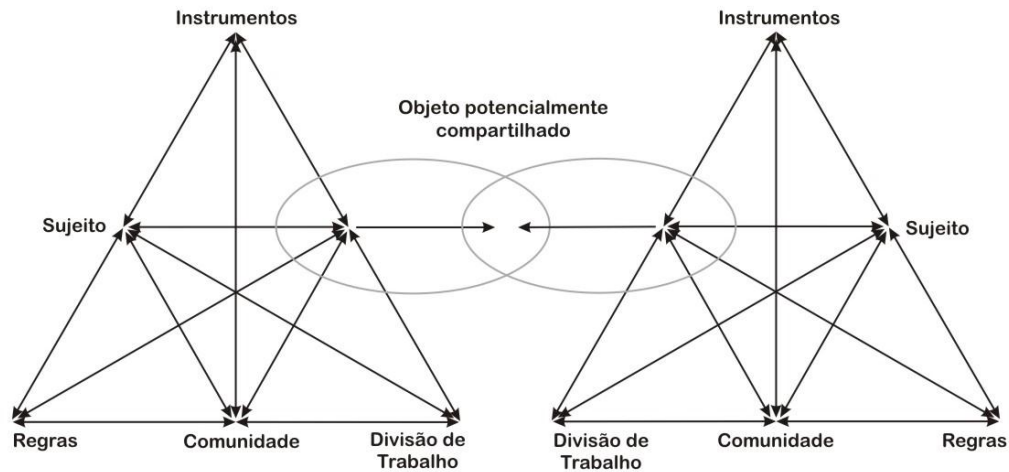 Instrumentos
Instrumentos
Objeto potencialmente
compartilhado
Sujeito
Sujeito
Regras
Comunidade
Divisão de
Trabalho
Divisão de
Trabalho
Comunidade
Regras